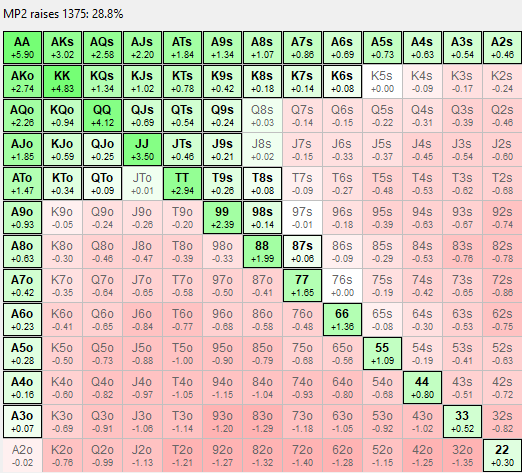 MP2 raises 1375: 28.8%
AA AKs AQs AJs ATs A9s A8s A7s A6s A5s A4s A3s A2s
+5.90 +3.02 +2.58 +2.20 +1.84 +1.34 +1.07 +0.86 +0.69 +0.73 +0.63 +0.54 +0.46
AKo KK KQs KJs KTs K9s K8s K7s K6s K5s K4s K3s K2s
+2.74 +4.83 +1.34 +1.02 +0.78 +0.42 +0.18 +0.14 +0.08 +0.00 -0.09 -0.17 -0.24
AQo KQo QQ QJs QTs Q9s Q8s Q7s Q6s Q5s Q4s Q3s Q2s
+2.26 +0.94 +4.12 +0.69 +0.54 +0.24 +0.03 -0.14 -0.15 -0.22 -0.31 -0.39 -0.46
AJo KJo QJo JJ JTs J9s J8s J7s J6s J5s J4s J3s J2s
+1.85 +0.59 +0.25 +3.50 +0.46 +0.21 +0.02 -0.15 -0.33 -0.37 -0.45 -0.54 -0.60
ATo KTo QTo JTo TT T9s T8s T7s T6s T5s T4s T3s T2s
+1.47 +0.34 +0.09 +0.01 +2.94 +0.26 +0.08 -0.09 -0.27 -0.48 -0.53 -0.62 -0.68
A9o K9o Q9o J9o T9o 99 98s 97s 96s 95s 94s 93s 92s
+0.93 -0.05 -0.24 -0.26 -0.20 +2.39 +0.14 -0.01 -0.18 -0.39 -0.63 -0.67 -0.74
A8o K8o Q8o J8o T8o 98o 88 87s 86s 85s 84s 83s 82s
+0.63 -0.30 -0.46 -0.47 -0.39 -0.33 +1.99 +0.06 -0.09 -0.29 -0.53 -0.76 -0.78
A7o K7o Q7o J7o T7o 97o 87o 77 76s 75s 74s 73s 72s
+0.42 -0.35 -0.64 -0.65 -0.58 -0.50 -0.41 +1.65 +0.00 -0.19 -0.42 -0.65 -0.86
A6o K6o Q6o J6o T6o 96o 86o 76o 66 65s 64s 63s 62s
+0.23 -0.41 -0.65 -0.84 -0.77 -0.68 -0.58 -0.48 +1.36 -0.08 -0.30 -0.53 -0.75
A5o K5o Q5o J5o T5o 95o 85o 75o 65o 55 54s 53s 52s
+0.28 -0.50 -0.73 -0.88 -1.00 -0.90 -0.79 -0.68 -0.56 +1.09 -0.19 -0.41 -0.63
A4o K4o Q4o J4o T4o 94o 84o 74o 64o 54o 44 43s 42s
+0.16 -0.60 -0.82 -0.97 -1.05 -1.15 -1.04 -0.93 -0.80 -0.68 +0.80 -0.51 -0.72
A3o K3o Q3o J3o T3o 93o 83o 73o 63o 53o 43o 33 32s
+0.07 -0.69 -0.91 -1.06 -1.14 -1.20 -1.29 -1.18 -1.05 -0.92 -1.02 +0.52 -0.82
A2o K2o Q2o J2o T2o 92o 82o 72o 62o 52o 42o 32o 22
-0.02 -0.76 -0.99 -1.13 -1.21 -1.27 -1.32 -1.40 -1.28 -1.15 -1.25 -1.35 +0.30